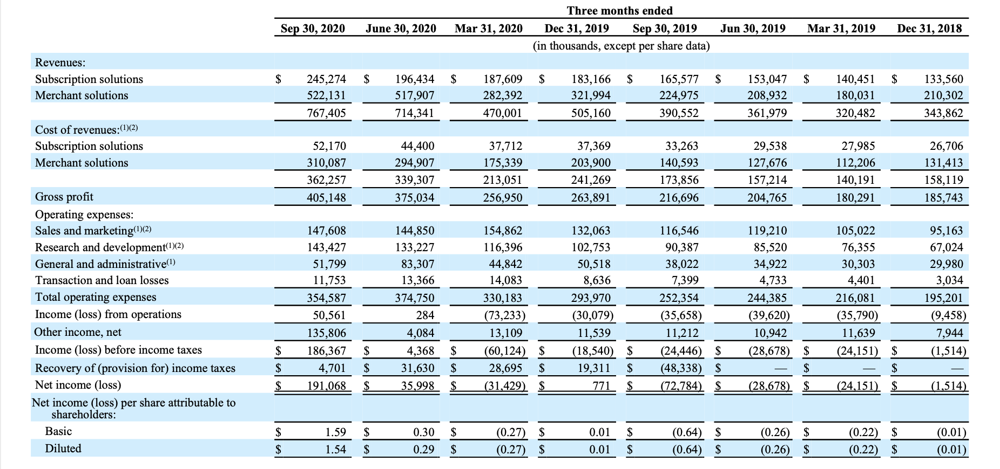 Three months ended
Sep 30, 2020 June 30, 2020 Mar 31, 2020 Dec 31, 2019 Sep 30, 2019 Jun 30, 2019 Mar 31, 2019 Dec 31, 2018
(in thousands, except per share data)
Revenues:
Subscription solutions $ 245,274 $ 196,434 $ 187,609 $ 183,166 $ 165,577 $ 153,047 $ 140,451 $ 133,560
Merchant solutions 522,131 517,907 282,392 321,994 224,975 208,932 180,031 210,302
767,405 714,341 470,001 505,160 390,552 361,979 320,482 343,862
Cost of revenues:(1)(2)
Subscription solutions 52,170 44,400 37,712 37,369 33,263 29,538 27,985 26,706
Merchant solutions 310,087 294,907 175,339 203,900 140,593 127,676 112,206 131,413
362,257 339,307 213,051 241,269 173,856 157,214 140,191 158,119
Gross profit 405,148 375,034 256,950 263,891 216,696 204,765 180,291 185,743
Operating expenses:
Sales and marketing(1)(2) 147,608 144,850 154,862 132,063 116,546 119,210 105,022 95,163
Research and development(1)(2) 143,427 133,227 116,396 102,753 90,387 85,520 76,355 67,024
General and administrative(1) 51,799 83,307 44,842 50,518 38,022 34,922 30,303 29,980
Transaction and loan losses 11,753 13,366 14,083 8,636 7,399 4,733 4,401 3,034
Total operating expenses 354,587 374,750 330,183 293,970 252,354 244,385 216,081 195,201
Income (loss) from operations 50,561 284 (73,233) (30,079) (35,658) (39,620) (35,790) (9,458)
Other income, net 135,806 4,084 13,109 11,539 11,212 10,942 11,639 7,944
Income (loss) before income taxes $ 186,367 $ 4,368 $ (60,124) $ (18,540) $ (24,446) $ (28,678) $ (24,151) $ (1,514)
Recovery of (provision for) income taxes $ 4,701 $ 31,630 $ 28,695 $ 19,311 $ (48,338) $ — $ — $ —
Net income (loss) $ 191,068 $ 35,998 $ (31,429) $ 771 $ (72,784) $ (28,678) $ (24,151) $ (1,514)
Net income (loss) per share attributable to
shareholders:
Basic $ 1.59 $ 0.30 $ (0.27) $ 0.01 $ (0.64) $ (0.26) $ (0.22) $ (0.01)
Diluted $ 1.54 $ 0.29 $ (0.27) $ 0.01 $ (0.64) $ (0.26) $ (0.22) $ (0.01)